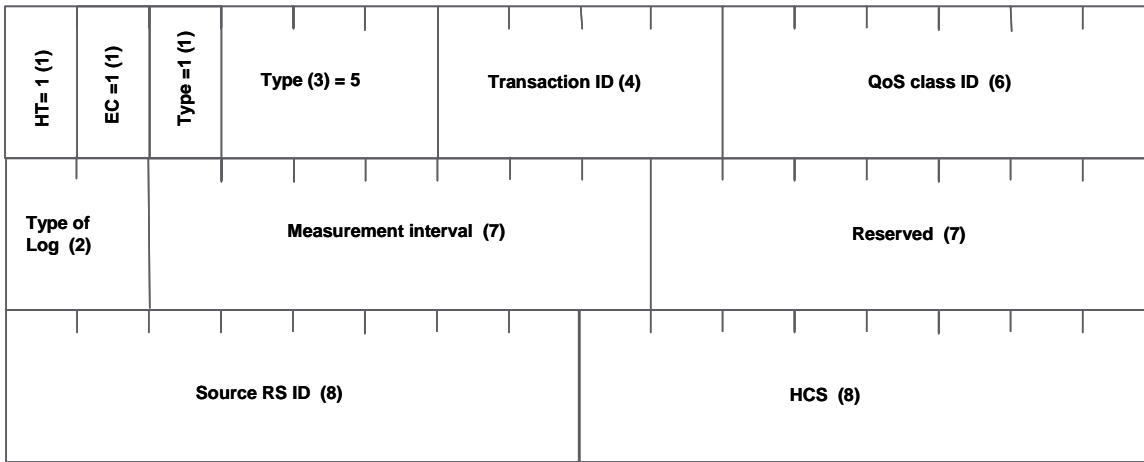 HT= 1 (1)
EC =1 (1)
Type =1 (1)
Type (3) = 5
Transaction ID (4)
QoS class ID (6)
Type of
Log (2)
Measurement interval (7)
Reserved (7)
Source RS ID (8)
HCS (8)